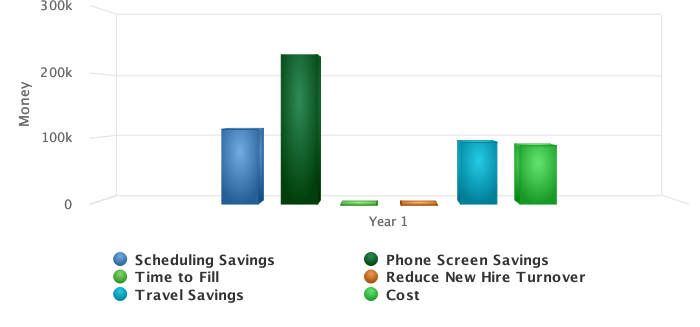 300k
200k
100k
0
Money
Year 1
Scheduling Savings
Phone Screen Savings
Time to Fill
Reduce New Hire Turnover
Travel Savings
Cost